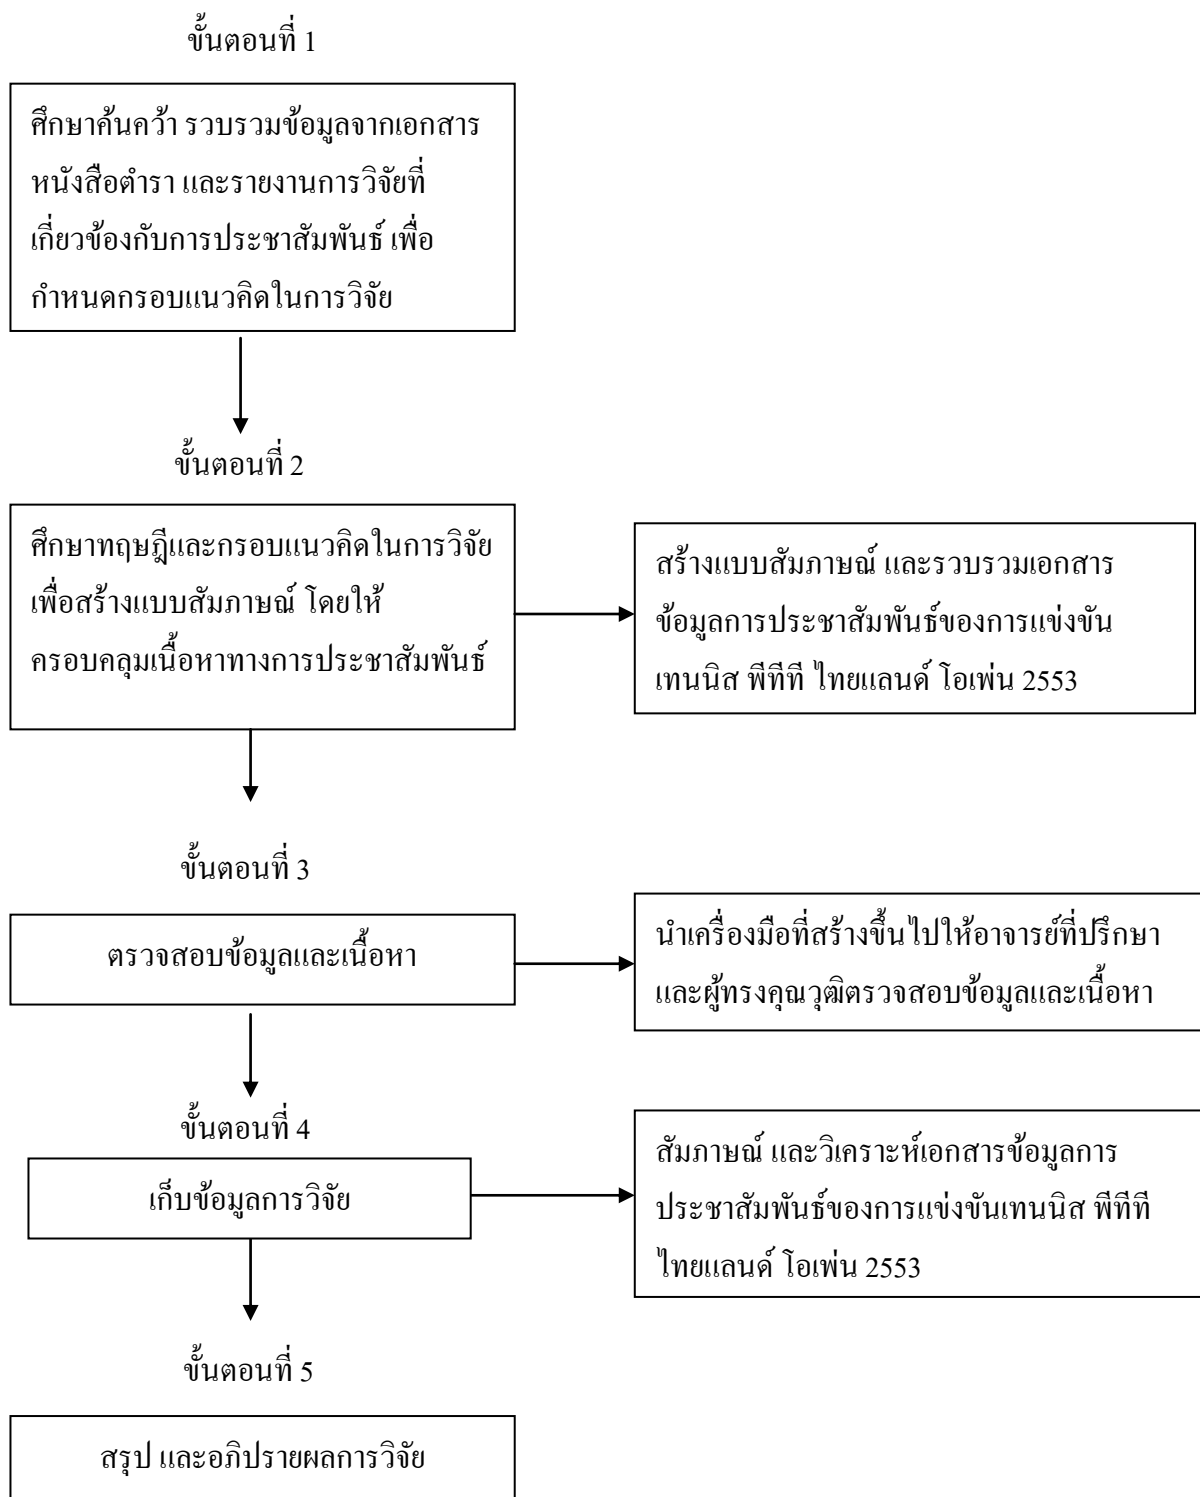 ขั้นตอนที่ 1
ศึกษาค้นคว้า รวบรวมข้อมูลจากเอกสาร
หนังสือตำรา และรายงานการวิจัยที่
เกี่ยวข้องกับการประชาสัมพันธ์ เพื่อ
กำหนดกรอบแนวคิดในการวิจัย
ขั้นตอนที่ 2
ศึกษาทฤษฎีและกรอบแนวคิดในการวิจัย
เพื่อสร้างแบบสัมภาษณ์ โดยให้
ครอบคลุมเนื้อหาทางการประชาสัมพันธ์
สร้างแบบสัมภาษณ์ และรวบรวมเอกสาร
ข้อมูลการประชาสัมพันธ์ของการแข่งขัน
เทนนิส พีทีที ไทยแลนด์ โอเพ่น 2553
ขั้นตอนที่ 3
ตรวจสอบข้อมูลและเนื้อหา
นำเครื่องมือที่สร้างขึ้นไปให้อาจารย์ที่ปรึกษา
และผู้ทรงคุณวุฒิตรวจสอบข้อมูลและเนื้อหา
ขั้นตอนที่ 4
เก็บข้อมูลการวิจัย
สัมภาษณ์ และวิเคราะห์เอกสารข้อมูลการ
ประชาสัมพันธ์ของการแข่งขันเทนนิส พีทีที
ไทยแลนด์ โอเพ่น 2553
ขั้นตอนที่ 5
สรุป และอภิปรายผลการวิจัย